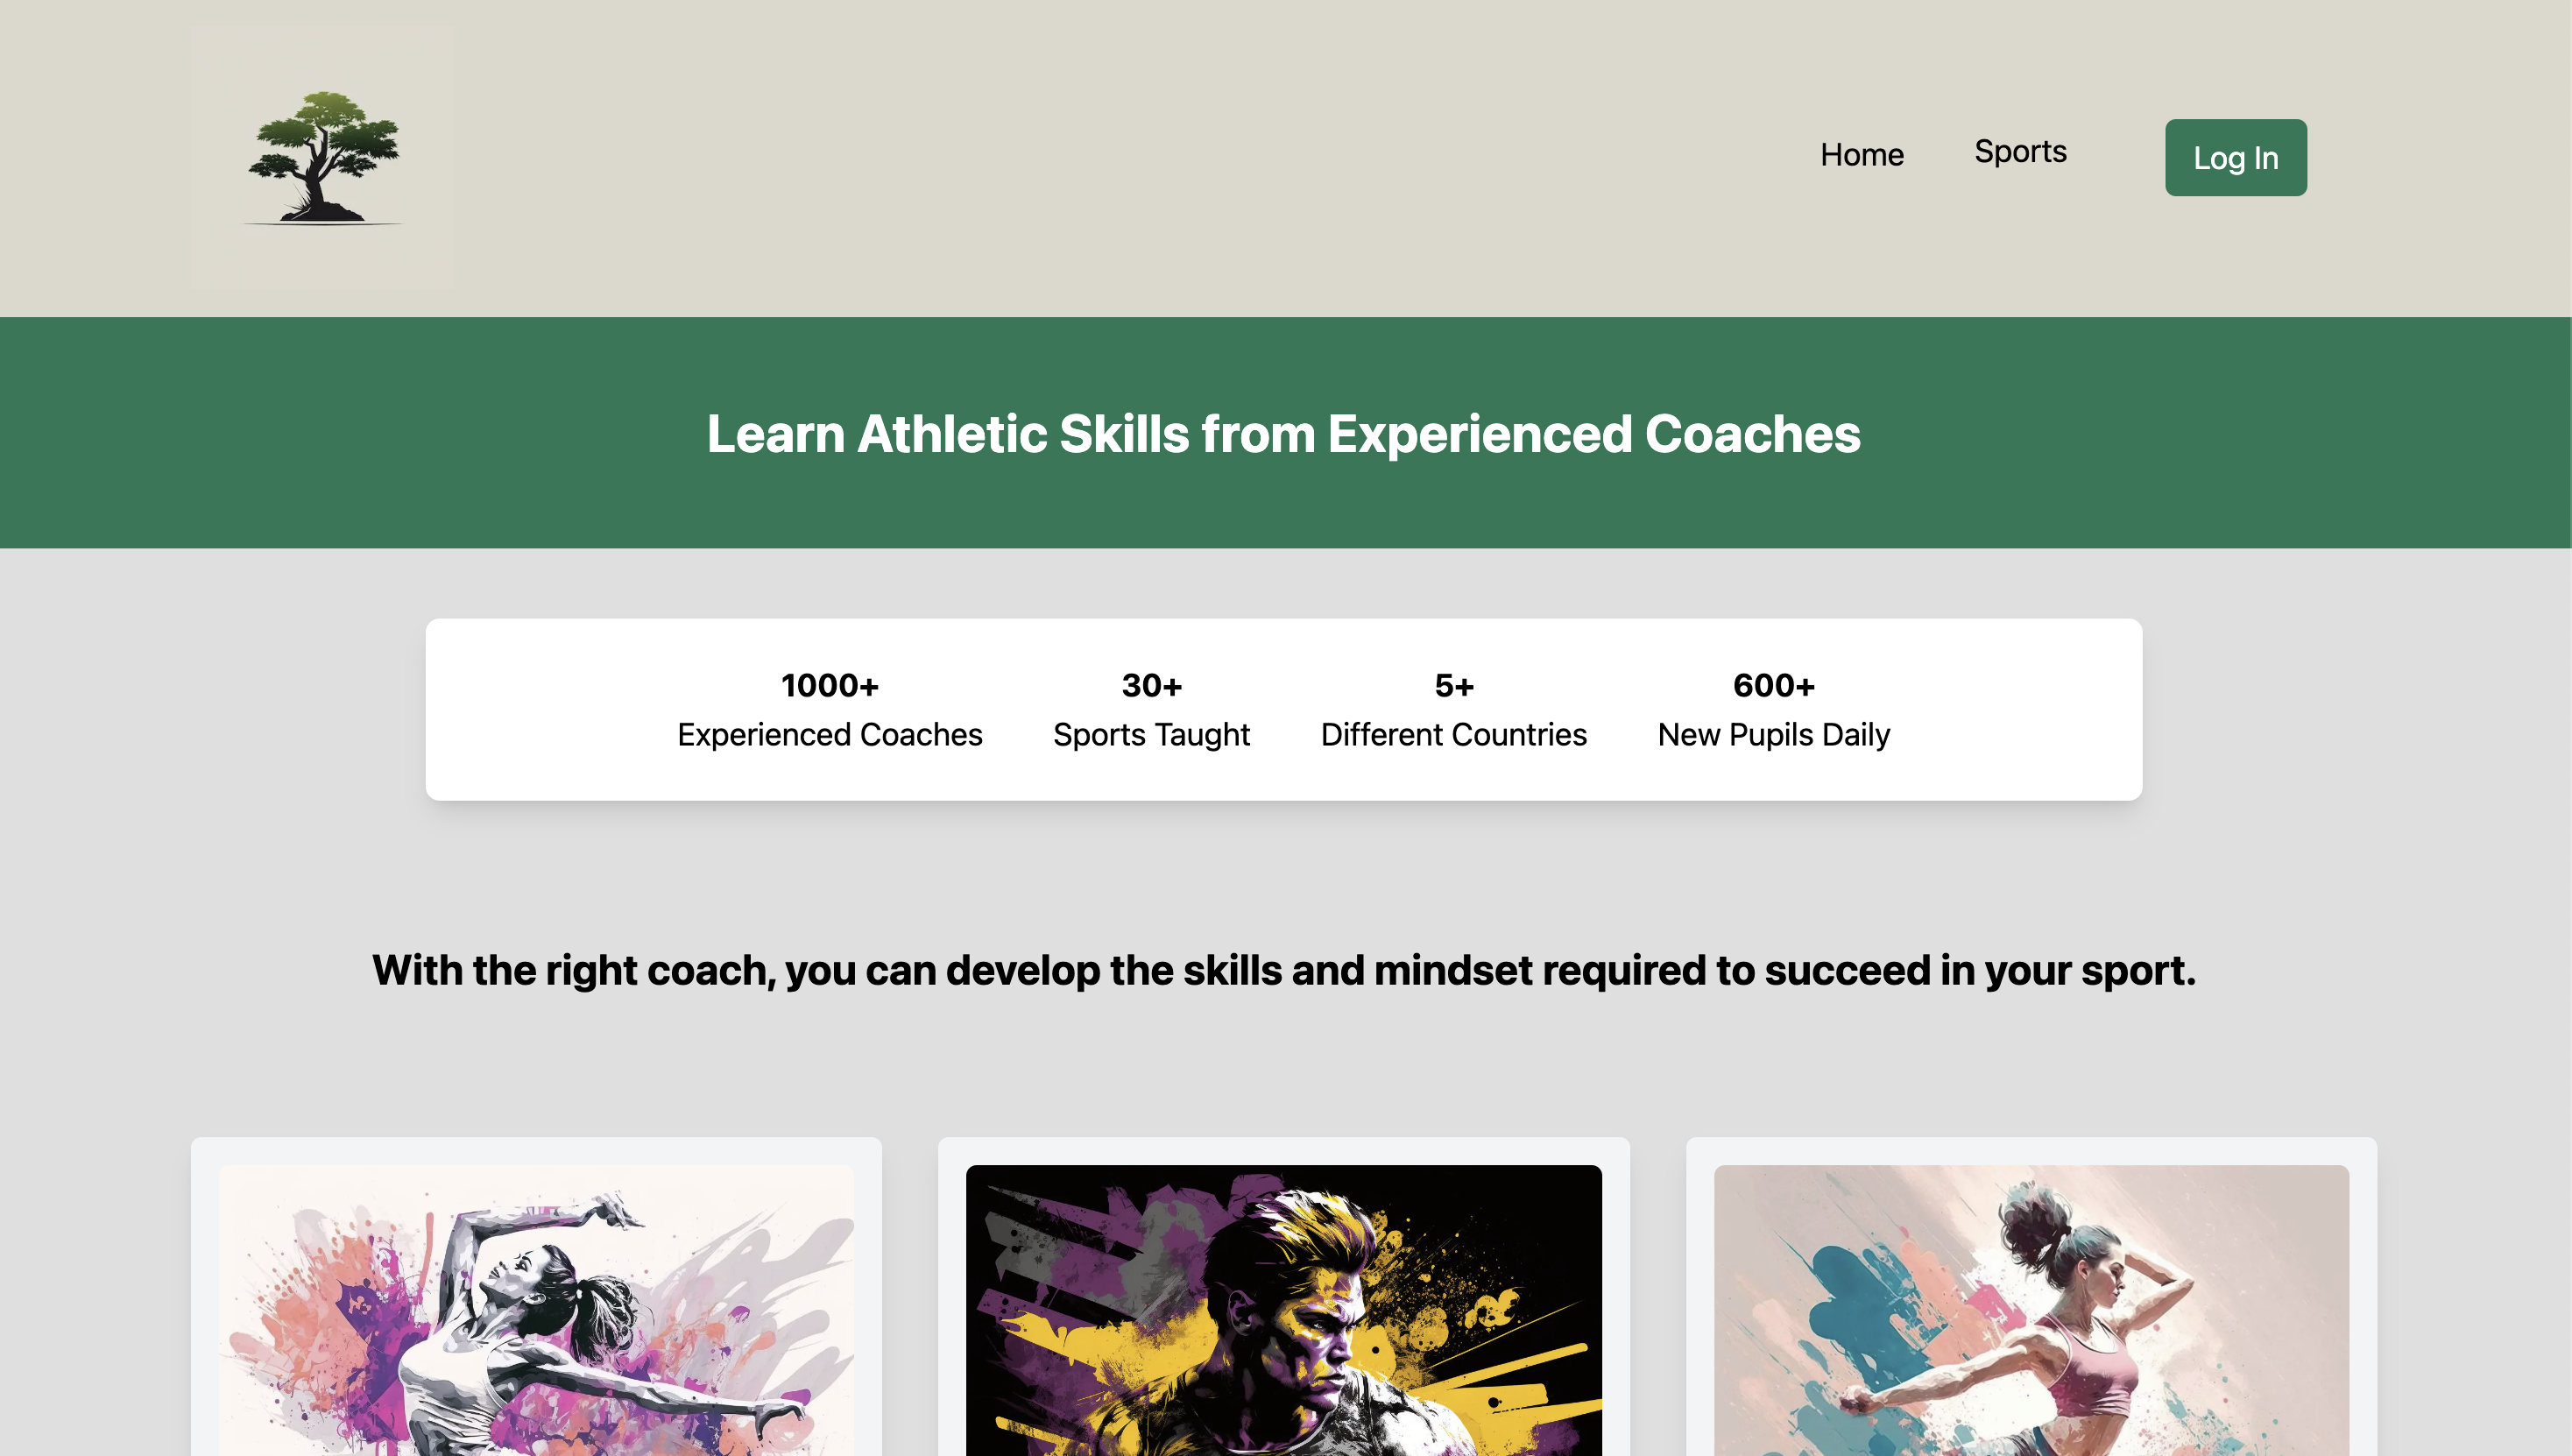 Home
Sports
Log In
Learn Athletic Skills from Experienced Coaches
1000+
Experienced Coaches
30+
Sports Taught
5+
Different Countries
600+
New Pupils Daily
With the right coach, you can develop the skills and mindset required to succeed in your sport.